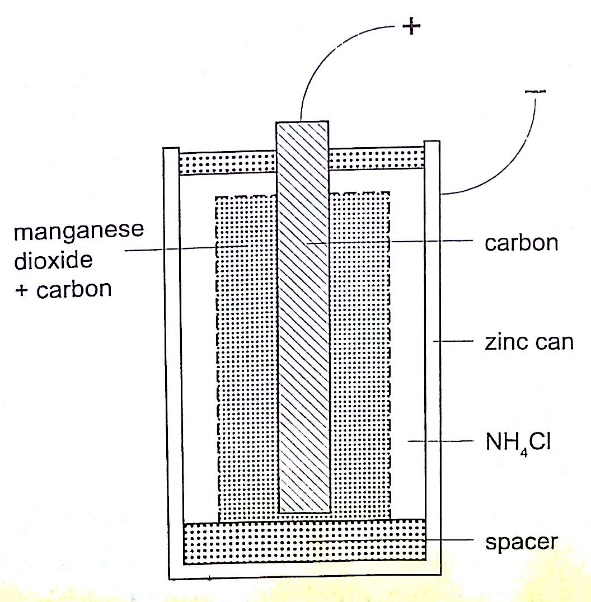 +
−
manganese
dioxide
+ carbon
carbon
zinc can
NH₄Cl
spacer